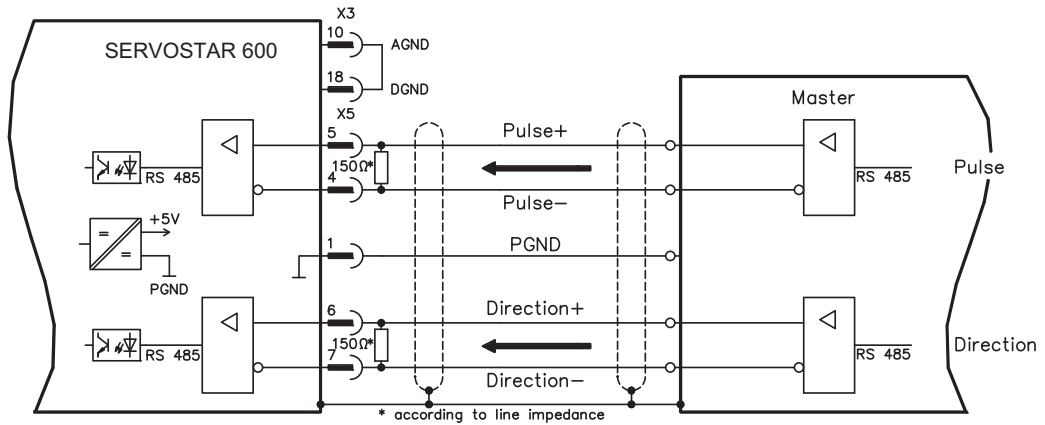 X3
10
AGND
SERVOSTAR 600
18
DGND
X5
Master
5
Pulse+
150Ω*
RS 485
4
Pulse−
RS 485
Pulse
+5V
=
=
PGND
1
PGND
6
Direction+
150Ω*
RS 485
7
Direction−
RS 485
Direction
* according to line impedance